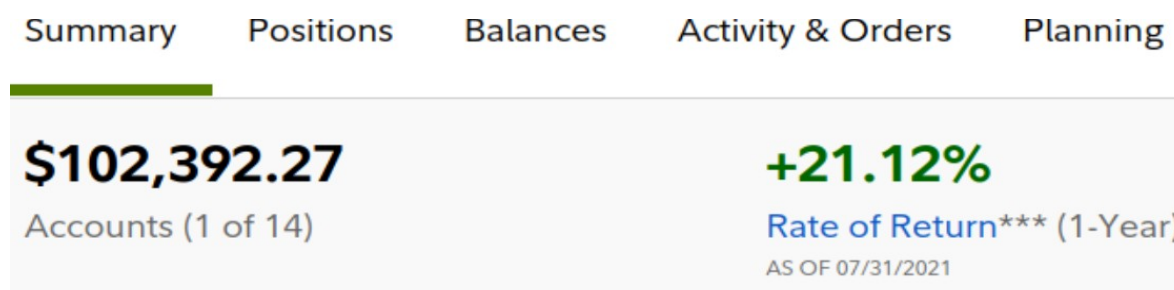 Summary Positions Balances Activity & Orders Planning
$102,392.27 +21.12%
Accounts (1 of 14) Rate of Return*** (1-Year)
AS OF 07/31/2021